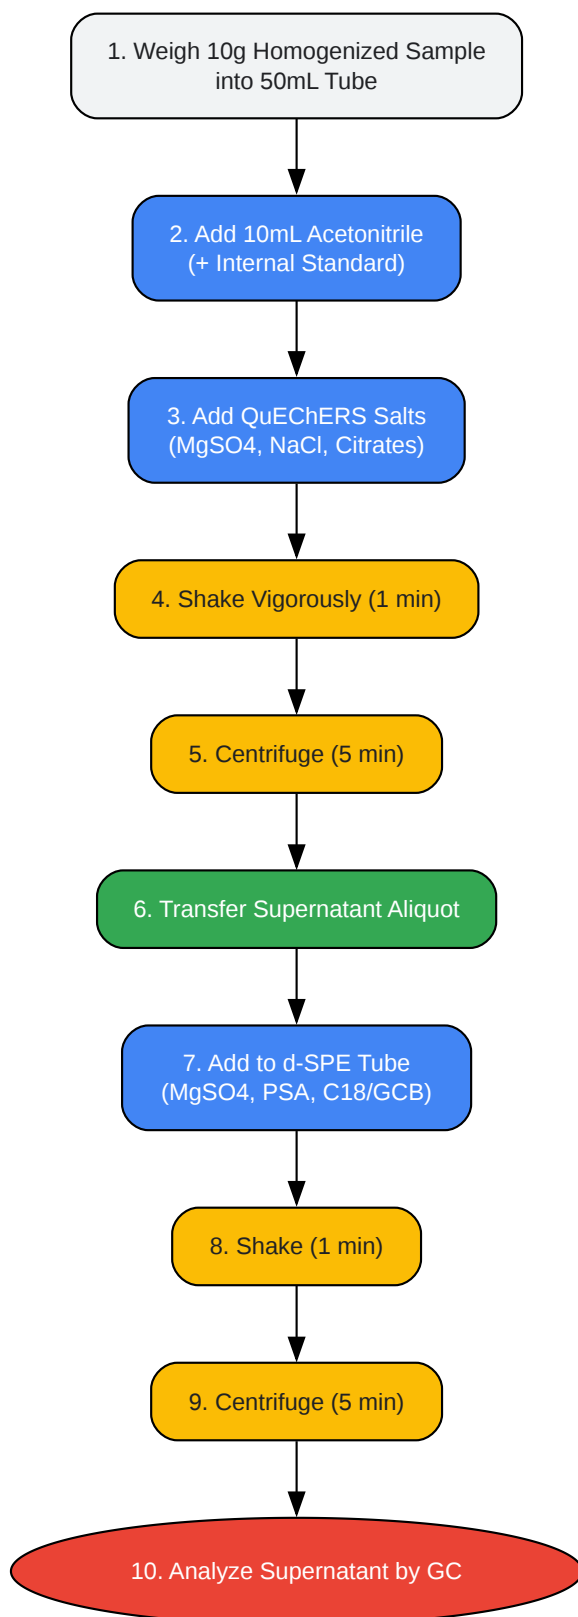 1. Weigh 10g Homogenized Sample
into 50mL Tube
2. Add 10mL Acetonitrile
(+ Internal Standard)
3. Add QuEChERS Salts
(MgSO4, NaCl, Citrates)
4. Shake Vigorously (1 min)
5. Centrifuge (5 min)
6. Transfer Supernatant Aliquot
7. Add to d-SPE Tube
(MgSO4, PSA, C18/GCB)
8. Shake (1 min)
9. Centrifuge (5 min)
10. Analyze Supernatant by GC